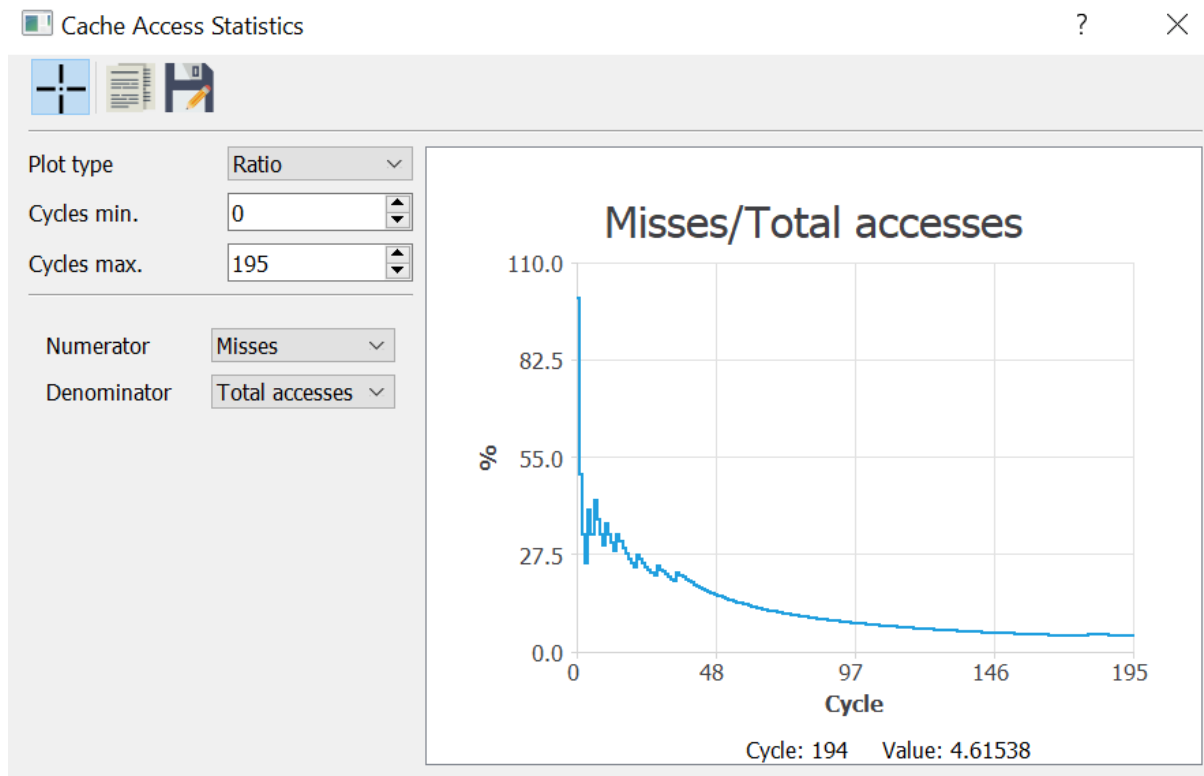 Cache Access Statistics
?
Plot type
Ratio
Cycles min.
0
Cycles max.
195
Numerator
Misses
Denominator
Total accesses
Misses/Total accesses
110.0
82.5
55.0
27.5
0.0
%
0
48
97
146
195
Cycle
Cycle: 194 Value: 4.61538